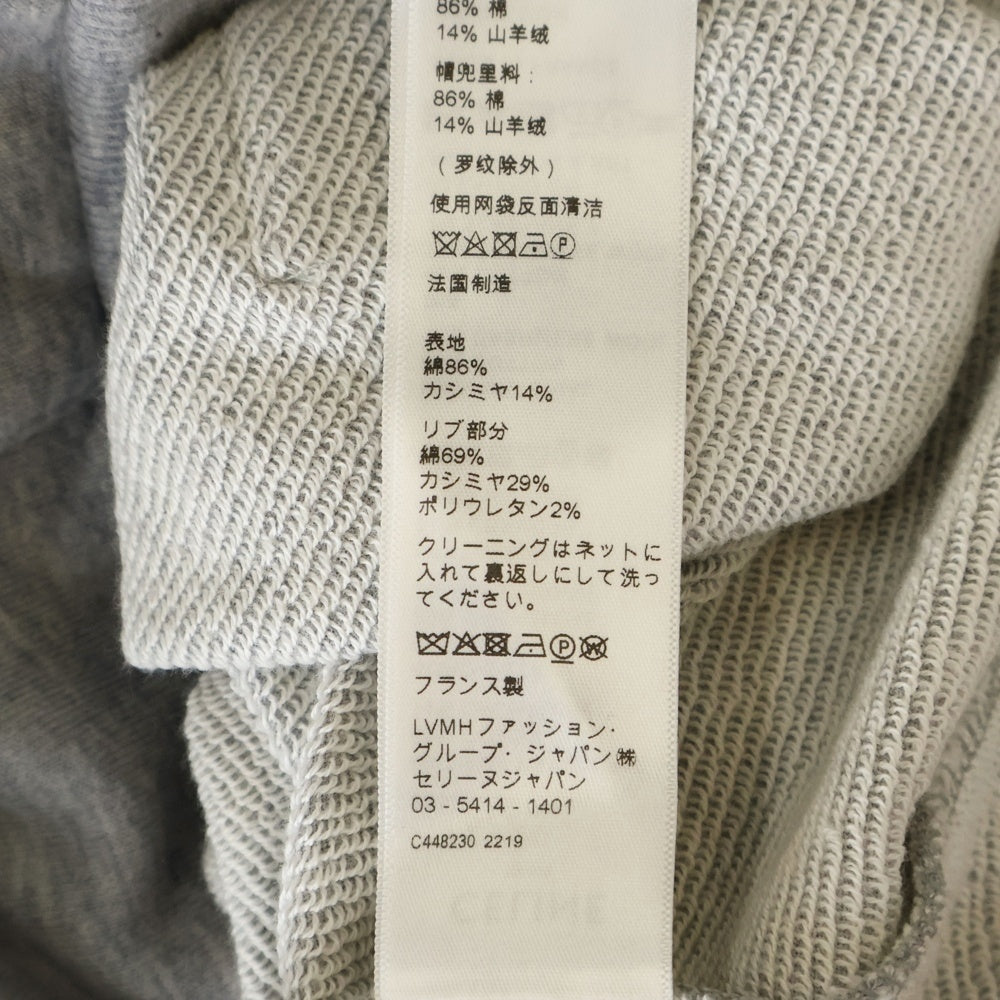 86% 棉
14% 山羊绒
帽兜里料：
86% 棉
14% 山羊绒
（罗纹除外）
使用网袋反面清洁
法国制造
表地
綿86%
カシミヤ14%
リブ部分
綿69%
カシミヤ29%
ポリウレタン2%
クリーニングはネットに
入れて裏返しにして洗っ
てください。
フランス製
LVMHファッション・
グループ・ジャパン㈱
セリーヌジャパン
03 - 5414 - 1401
C448230 2219
CELINE